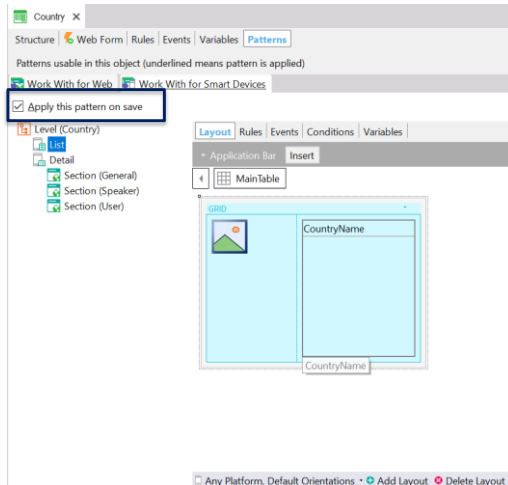 Country X
Structure Web Form Rules Events Variables Patterns
Patterns usable in this object (underlined means pattern is applied)
Work With for Web Work With for Smart Devices
Apply this pattern on save
Level (Country)
List
Detail
Section (General)
Section (Speaker)
Section (User)
Layout Rules Events Conditions Variables
Application Bar Insert
MainTable
GRID
CountryName
CountryName
Any Platform, Default Orientations Add Layout Delete Layout